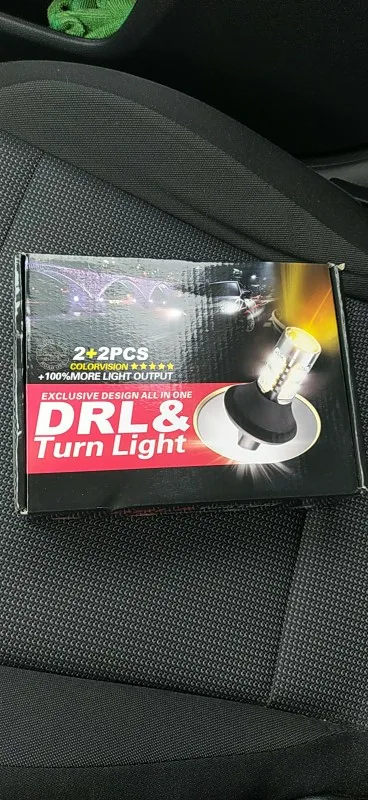 2+2PCS
COLORVISION ★★★★★
+100%MORE LIGHT OUTPUT
EXCLUSIVE DESIGN ALL IN ONE
DRL&
Turn Light